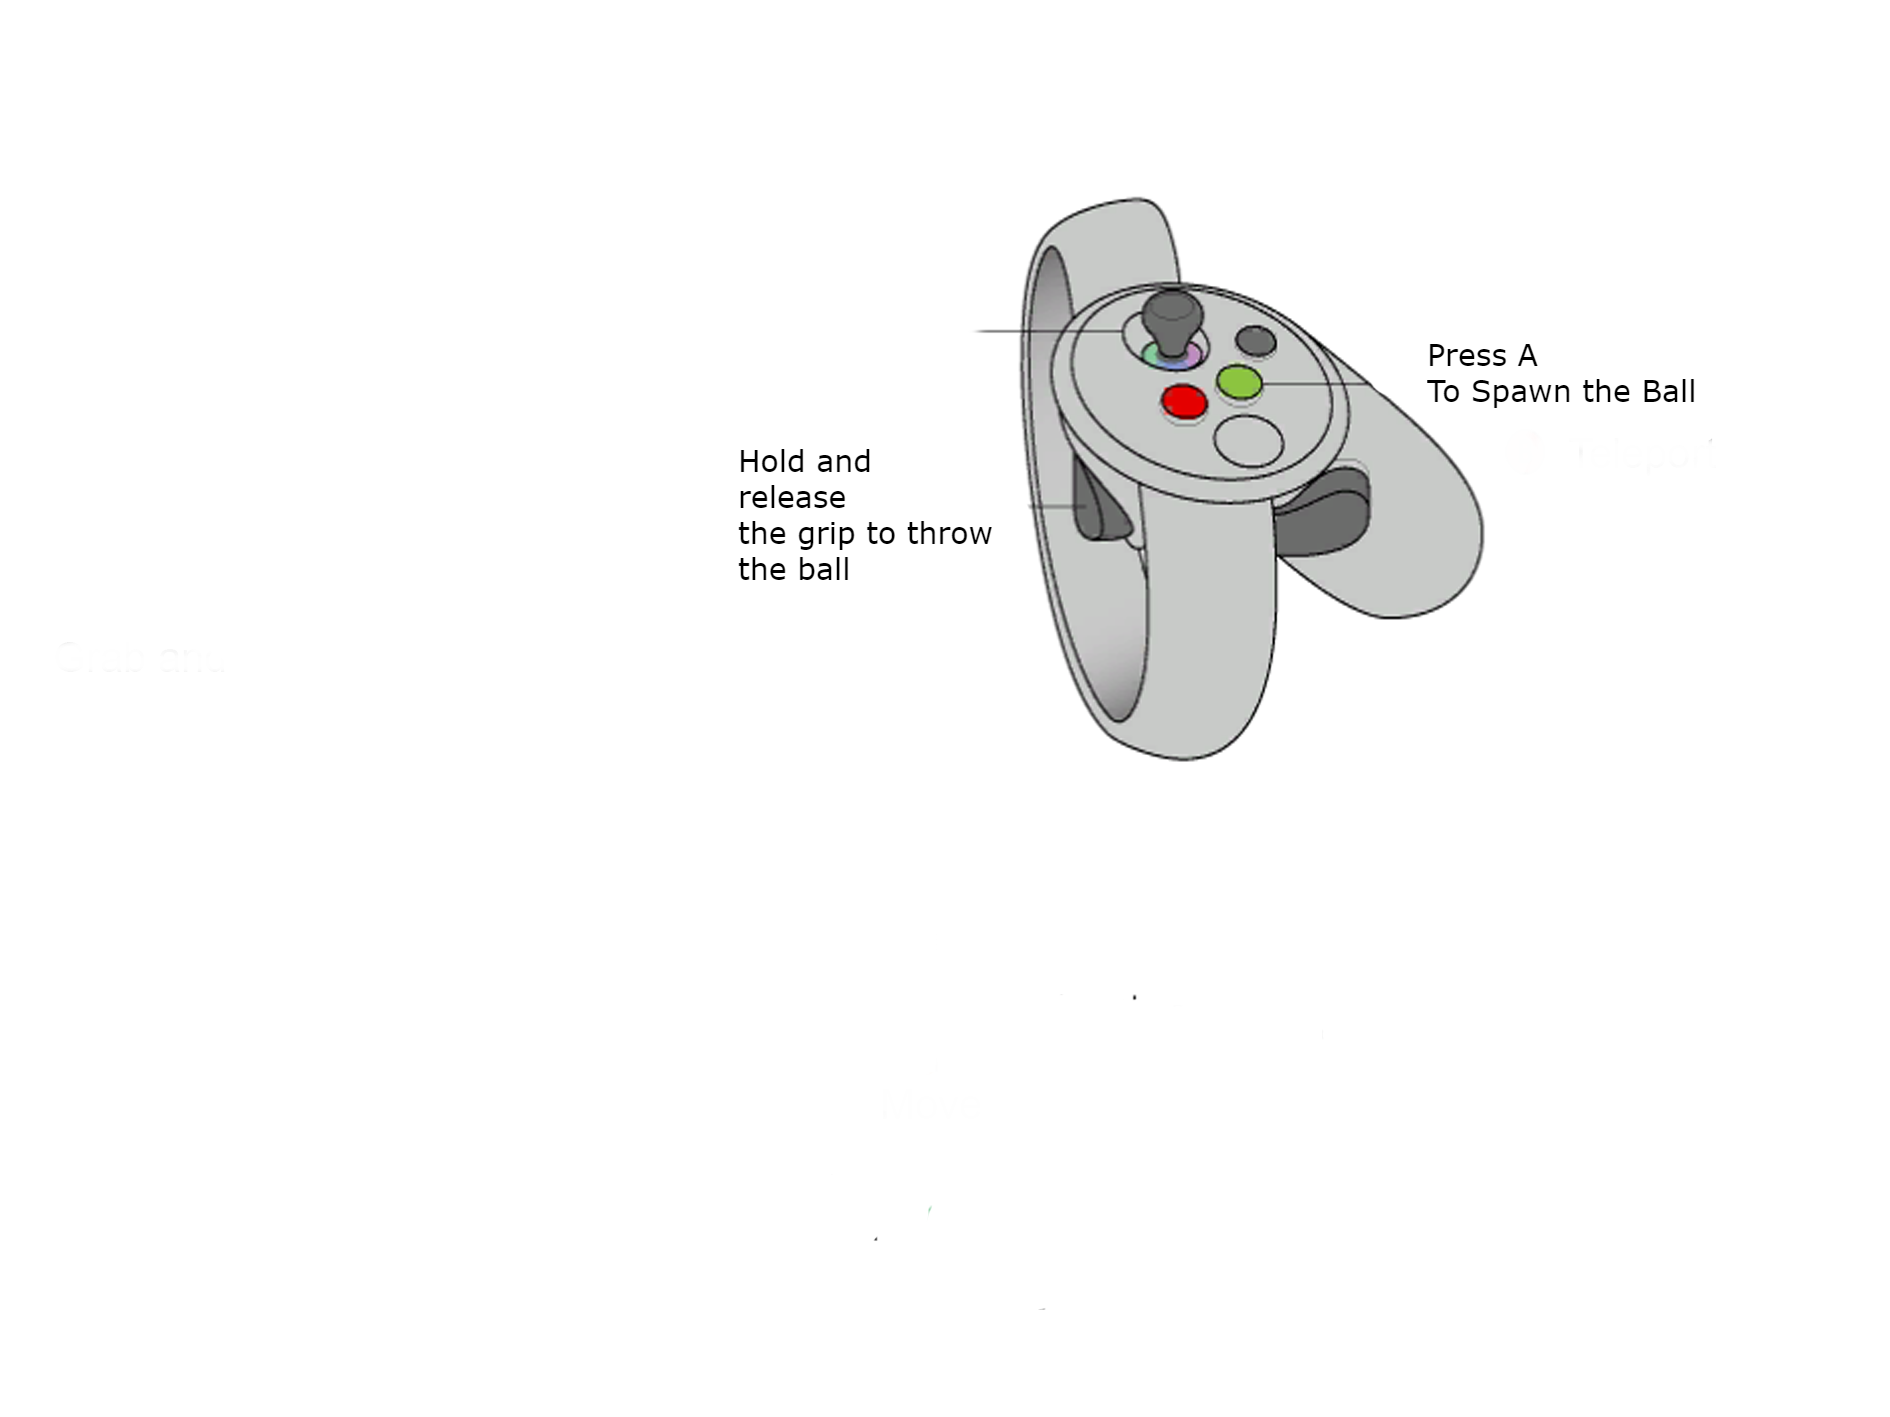 Press A
To Spawn the Ball
Hold and
release
the grip to throw
the ball